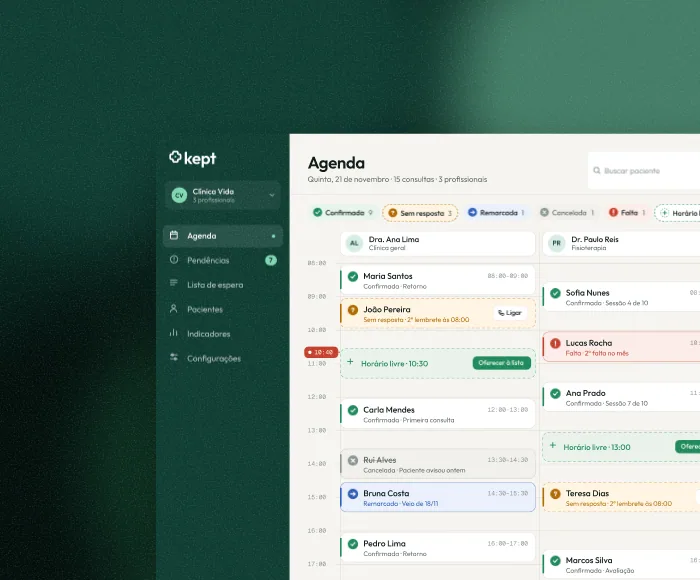 kept
CV
Clínica Vida
3 profissionais
Agenda
Pendências
7
Lista de espera
Pacientes
Indicadores
Configurações
Agenda
Quinta, 21 de novembro · 15 consultas · 3 profissionais
Buscar paciente
Confirmada 9
Sem resposta 3
Remarcada 1
Cancelada 1
Falta 1
Horário l
AL
Dra. Ana Lima
Clínica geral
PR
Dr. Paulo Reis
Fisioterapia
08:00
09:00
10:00
10:40
11:00
12:00
13:00
14:00
15:00
16:00
17:00
Maria Santos
08:00-09:00
Confirmada · Retorno
João Pereira
Sem resposta · 2º lembrete às 08:00
Ligar
Horário livre · 10:30
Oferecer à lista
Carla Mendes
12:00-13:00
Confirmada · Primeira consulta
Rui Alves
13:30-14:30
Cancelada · Paciente avisou ontem
Bruna Costa
14:30-15:30
Remarcada · Veio de 18/11
Pedro Lima
16:00-17:00
Confirmada · Retorno
Sofia Nunes
Confirmada · Sessão 4 de 10
Lucas Rocha
Falta · 2ª falta no mês
Ana Prado
Confirmada · Sessão 7 de 10
Horário livre · 13:00
Oferec
Teresa Dias
Sem resposta · 2º lembrete às 08:00
Marcos Silva
Confirmada · Avaliação